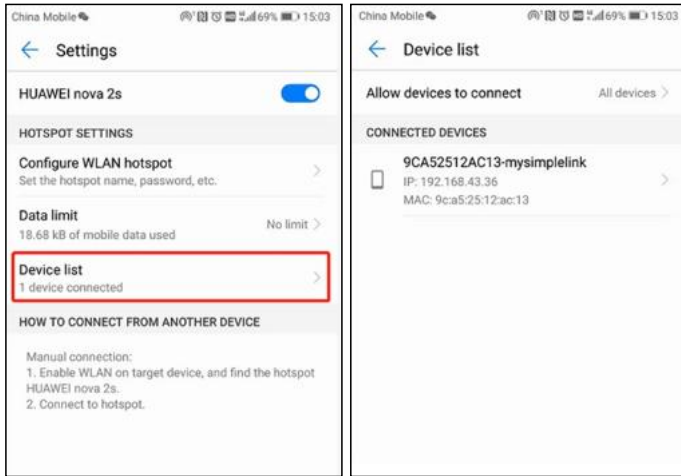 China Mobile 69% 15:03
Settings
HUAWEI nova 2s
HOTSPOT SETTINGS
Configure WLAN hotspot
Set the hotspot name, password, etc.
Data limit
18.68 kB of mobile data used
No limit
Device list
1 device connected
HOW TO CONNECT FROM ANOTHER DEVICE
Manual connection:
1. Enable WLAN on target device, and find the hotspot
HUAWEI nova 2s.
2. Connect to hotspot.
China Mobile 69% 15:03
Device list
Allow devices to connect All devices
CONNECTED DEVICES
9CA52512AC13-mysimplelink
IP: 192.168.43.36
MAC: 9c:a5:25:12:ac:13